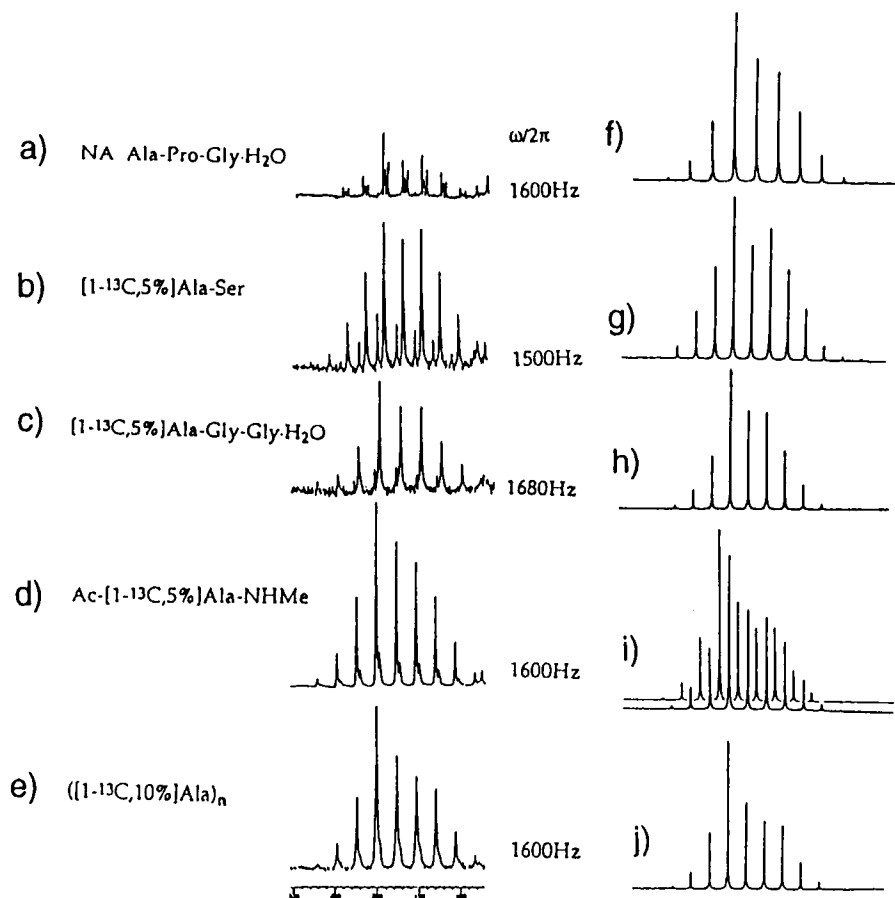 ω/2π
a) NA Ala-Pro-Gly·H₂O 1600Hz f)
b) [1-¹³C,5%]Ala-Ser 1500Hz g)
c) [1-¹³C,5%]Ala-Gly-Gly·H₂O 1680Hz h)
d) Ac-[1-¹³C,5%]Ala-NHMe 1600Hz i)
e) ([1-¹³C,10%]Ala)ₙ 1600Hz j)